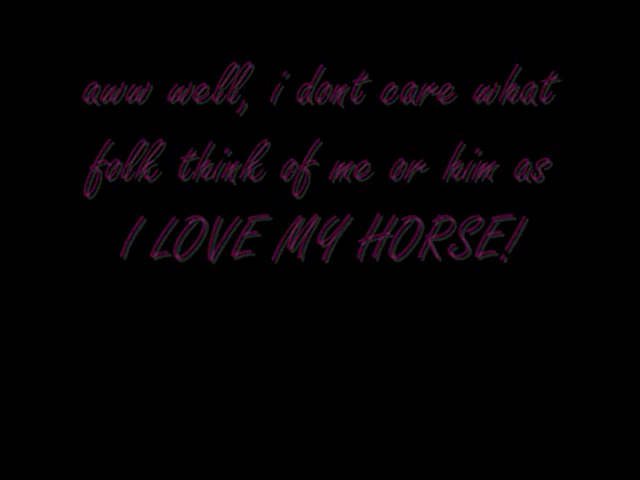 aww well, i dont care what
folk think of me or him as
I LOVE MY HORSE!